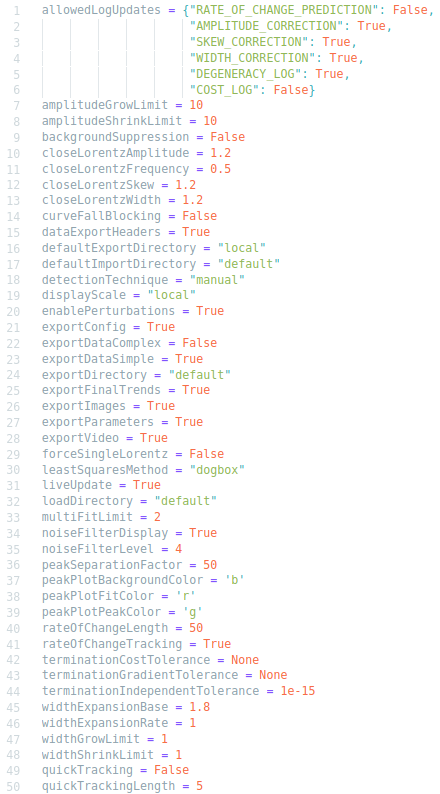 1 allowedLogUpdates = {"RATE_OF_CHANGE_PREDICTION": False,
2 "AMPLITUDE_CORRECTION": True,
3 "SKEW_CORRECTION": True,
4 "WIDTH_CORRECTION": True,
5 "DEGENERACY_LOG": True,
6 "COST_LOG": False}
7 amplitudeGrowLimit = 10
8 amplitudeShrinkLimit = 10
9 backgroundSuppression = False
10 closeLorentzAmplitude = 1.2
11 closeLorentzFrequency = 0.5
12 closeLorentzSkew = 1.2
13 closeLorentzWidth = 1.2
14 curveFallBlocking = False
15 dataExportHeaders = True
16 defaultExportDirectory = "local"
17 defaultImportDirectory = "default"
18 detectionTechnique = "manual"
19 displayScale = "local"
20 enablePerturbations = True
21 exportConfig = True
22 exportDataComplex = False
23 exportDataSimple = True
24 exportDirectory = "default"
25 exportFinalTrends = True
26 exportImages = True
27 exportParameters = True
28 exportVideo = True
29 forceSingleLorentz = False
30 leastSquaresMethod = "dogbox"
31 liveUpdate = True
32 loadDirectory = "default"
33 multiFitLimit = 2
34 noiseFilterDisplay = True
35 noiseFilterLevel = 4
36 peakSeparationFactor = 50
37 peakPlotBackgroundColor = 'b'
38 peakPlotFitColor = 'r'
39 peakPlotPeakColor = 'g'
40 rateOfChangeLength = 50
41 rateOfChangeTracking = True
42 terminationCostTolerance = None
43 terminationGradientTolerance = None
44 terminationIndependentTolerance = 1e-15
45 widthExpansionBase = 1.8
46 widthExpansionRate = 1
47 widthGrowLimit = 1
48 widthShrinkLimit = 1
49 quickTracking = False
50 quickTrackingLength = 5